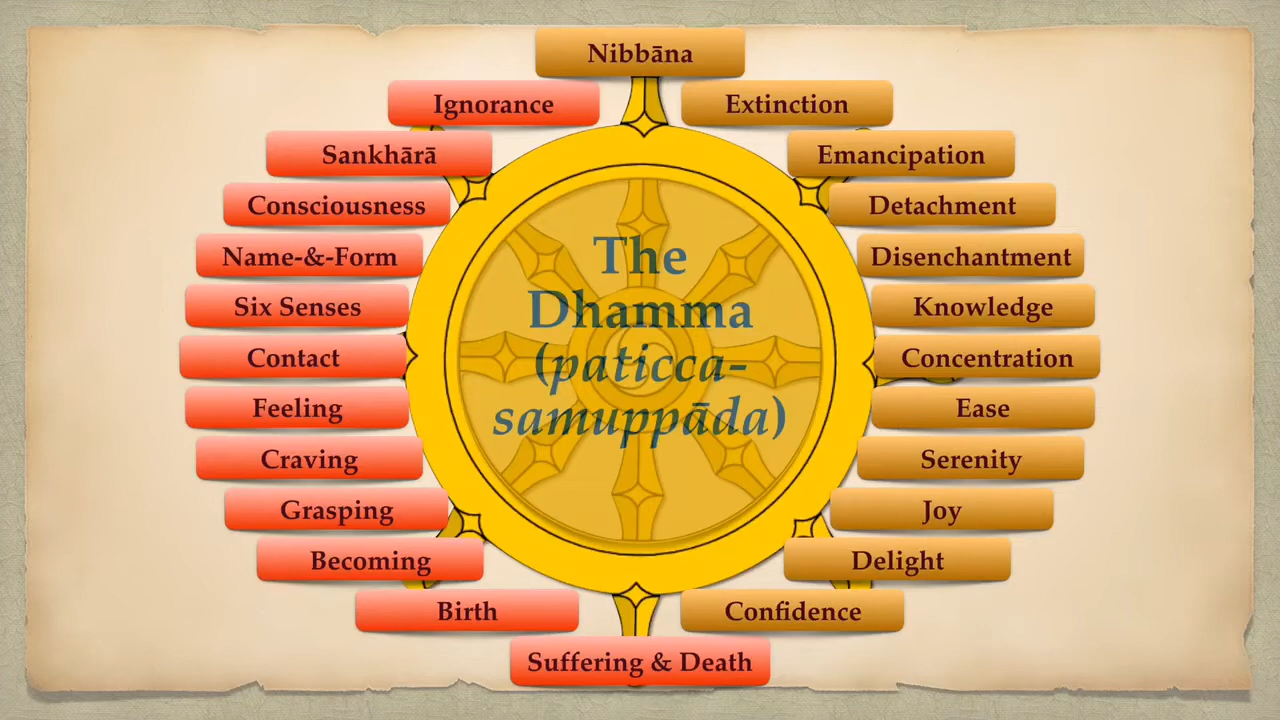 Nibbāna
Ignorance
Extinction
Sankhārā
Emancipation
Consciousness
Detachment
Name-&-Form
Disenchantment
Six Senses
Knowledge
Contact
Concentration
Feeling
Ease
Craving
Serenity
Grasping
Joy
Becoming
Delight
Birth
Confidence
Suffering & Death
The
Dhamma
(paticca-
samuppāda)